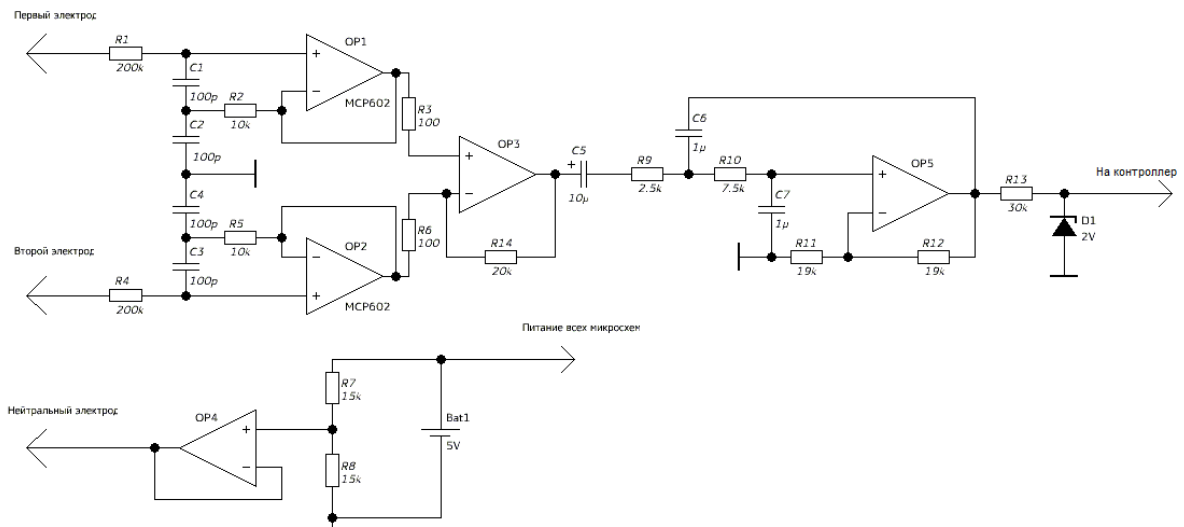 Первый электрод
R1
200k
C1
100p
R2
10k
C2
100p
OP1
MCP602
R3
100
C4
100p
R5
10k
C3
100p
OP2
MCP602
R6
100
Второй электрод
R4
200k
OP3
R14
20k
C5
+
10µ
R9
2.5k
C6
1µ
R10
7.5k
C7
1µ
OP5
R11
19k
R12
19k
R13
30k
На контроллер
D1
2V
Питание всех микросхем
R7
15k
Bat1
5V
R8
15k
Нейтральный электрод
OP4